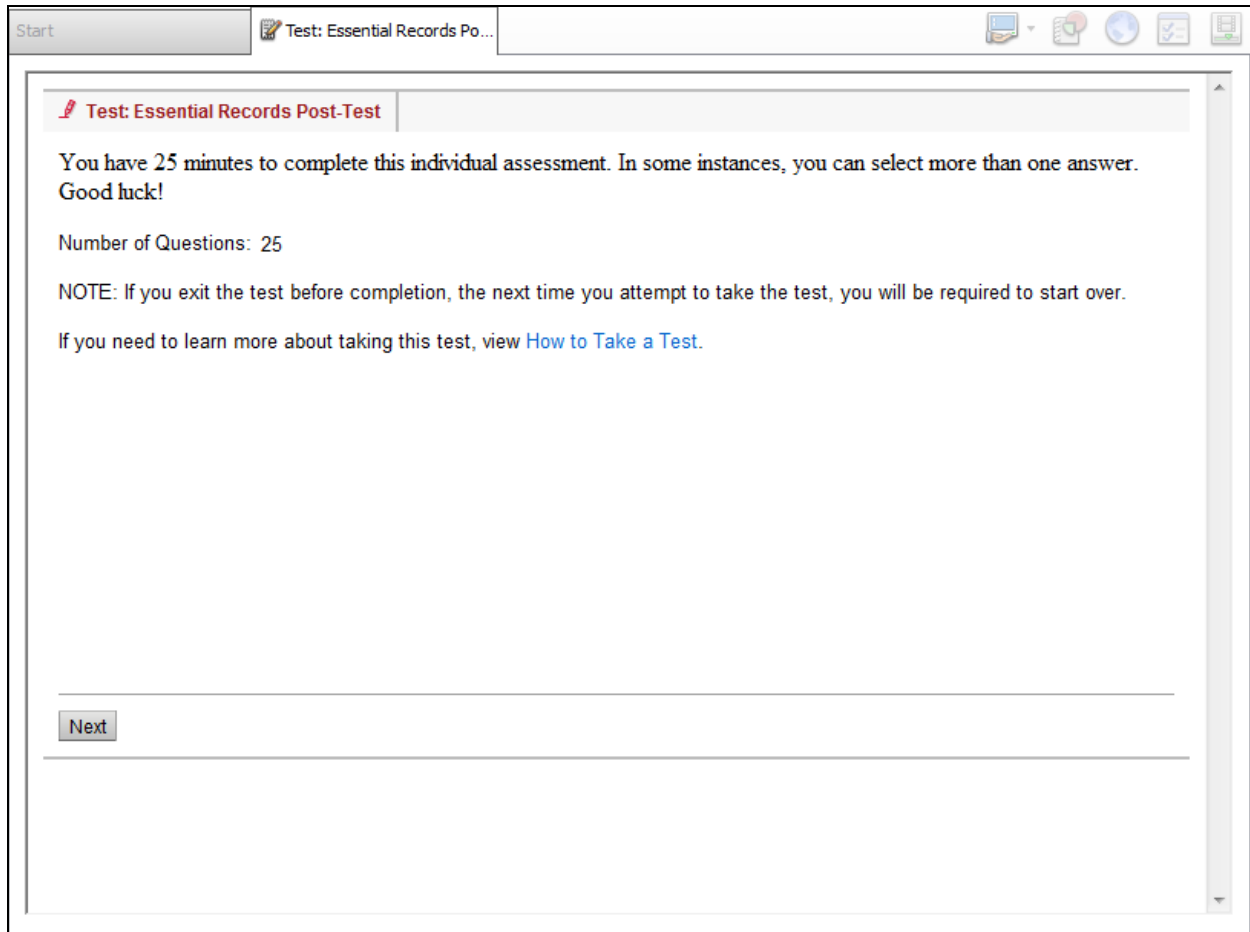 Start
Test: Essential Records Po...
Test: Essential Records Post-Test
You have 25 minutes to complete this individual assessment. In some instances, you can select more than one answer.
Good luck!
Number of Questions: 25
NOTE: If you exit the test before completion, the next time you attempt to take the test, you will be required to start over.
If you need to learn more about taking this test, view How to Take a Test.
Next